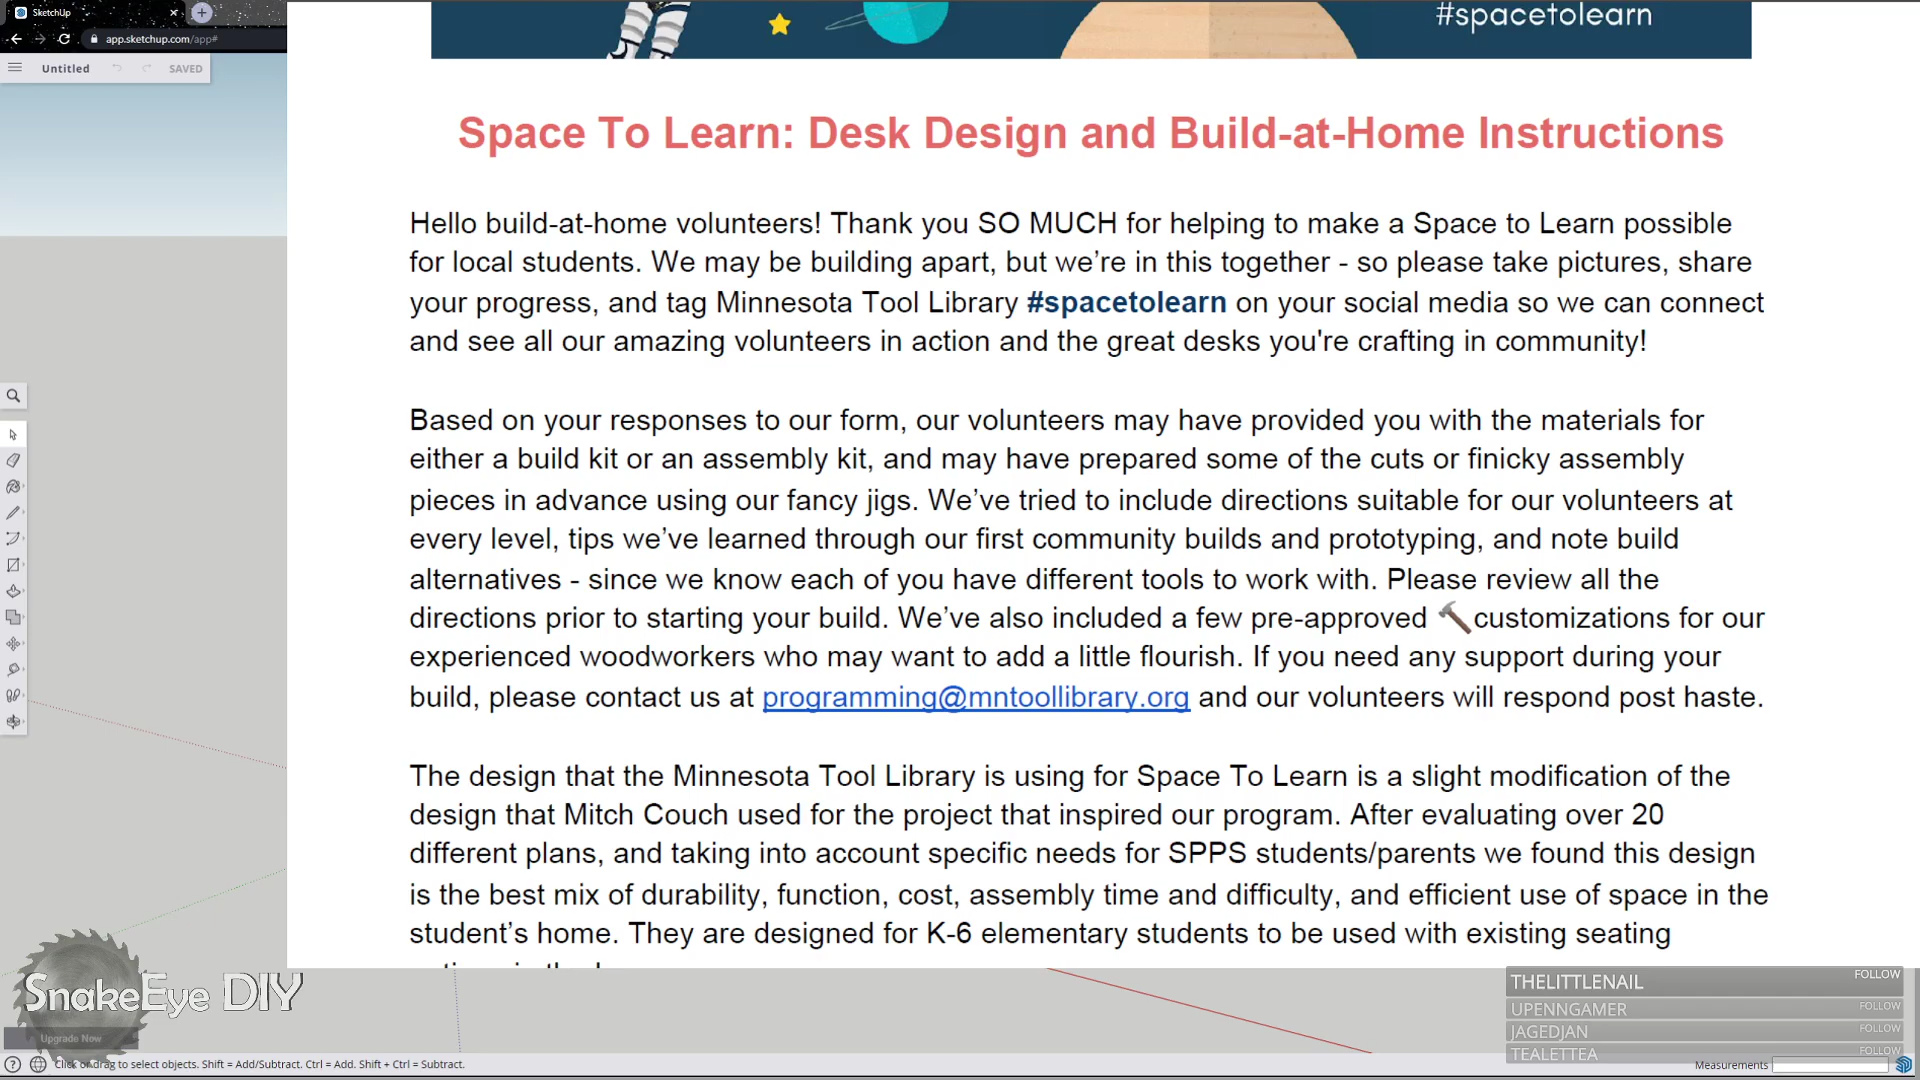 SketchUp
app.sketchup.com/app#
Untitled
SAVED
#spacetolearn
Space To Learn: Desk Design and Build-at-Home Instructions
Hello build-at-home volunteers! Thank you SO MUCH for helping to make a Space to Learn possible
for local students. We may be building apart, but we’re in this together - so please take pictures, share
your progress, and tag Minnesota Tool Library #spacetolearn on your social media so we can connect
and see all our amazing volunteers in action and the great desks you're crafting in community!
Based on your responses to our form, our volunteers may have provided you with the materials for
either a build kit or an assembly kit, and may have prepared some of the cuts or finicky assembly
pieces in advance using our fancy jigs. We’ve tried to include directions suitable for our volunteers at
every level, tips we’ve learned through our first community builds and prototyping, and note build
alternatives - since we know each of you have different tools to work with. Please review all the
directions prior to starting your build. We’ve also included a few pre-approved 🔨customizations for our
experienced woodworkers who may want to add a little flourish. If you need any support during your
build, please contact us at programming@mntoollibrary.org and our volunteers will respond post haste.
The design that the Minnesota Tool Library is using for Space To Learn is a slight modification of the
design that Mitch Couch used for the project that inspired our program. After evaluating over 20
different plans, and taking into account specific needs for SPPS students/parents we found this design
is the best mix of durability, function, cost, assembly time and difficulty, and efficient use of space in the
student’s home. They are designed for K-6 elementary students to be used with existing seating
SnakeEye DIY
Upgrade Now
THELITTLENAIL FOLLOW
UPENNGAMER FOLLOW
JAGEDJAN FOLLOW
TEALETTEA FOLLOW
Click or drag to select objects. Shift = Add/Subtract. Ctrl = Add. Shift + Ctrl = Subtract.
Measurements